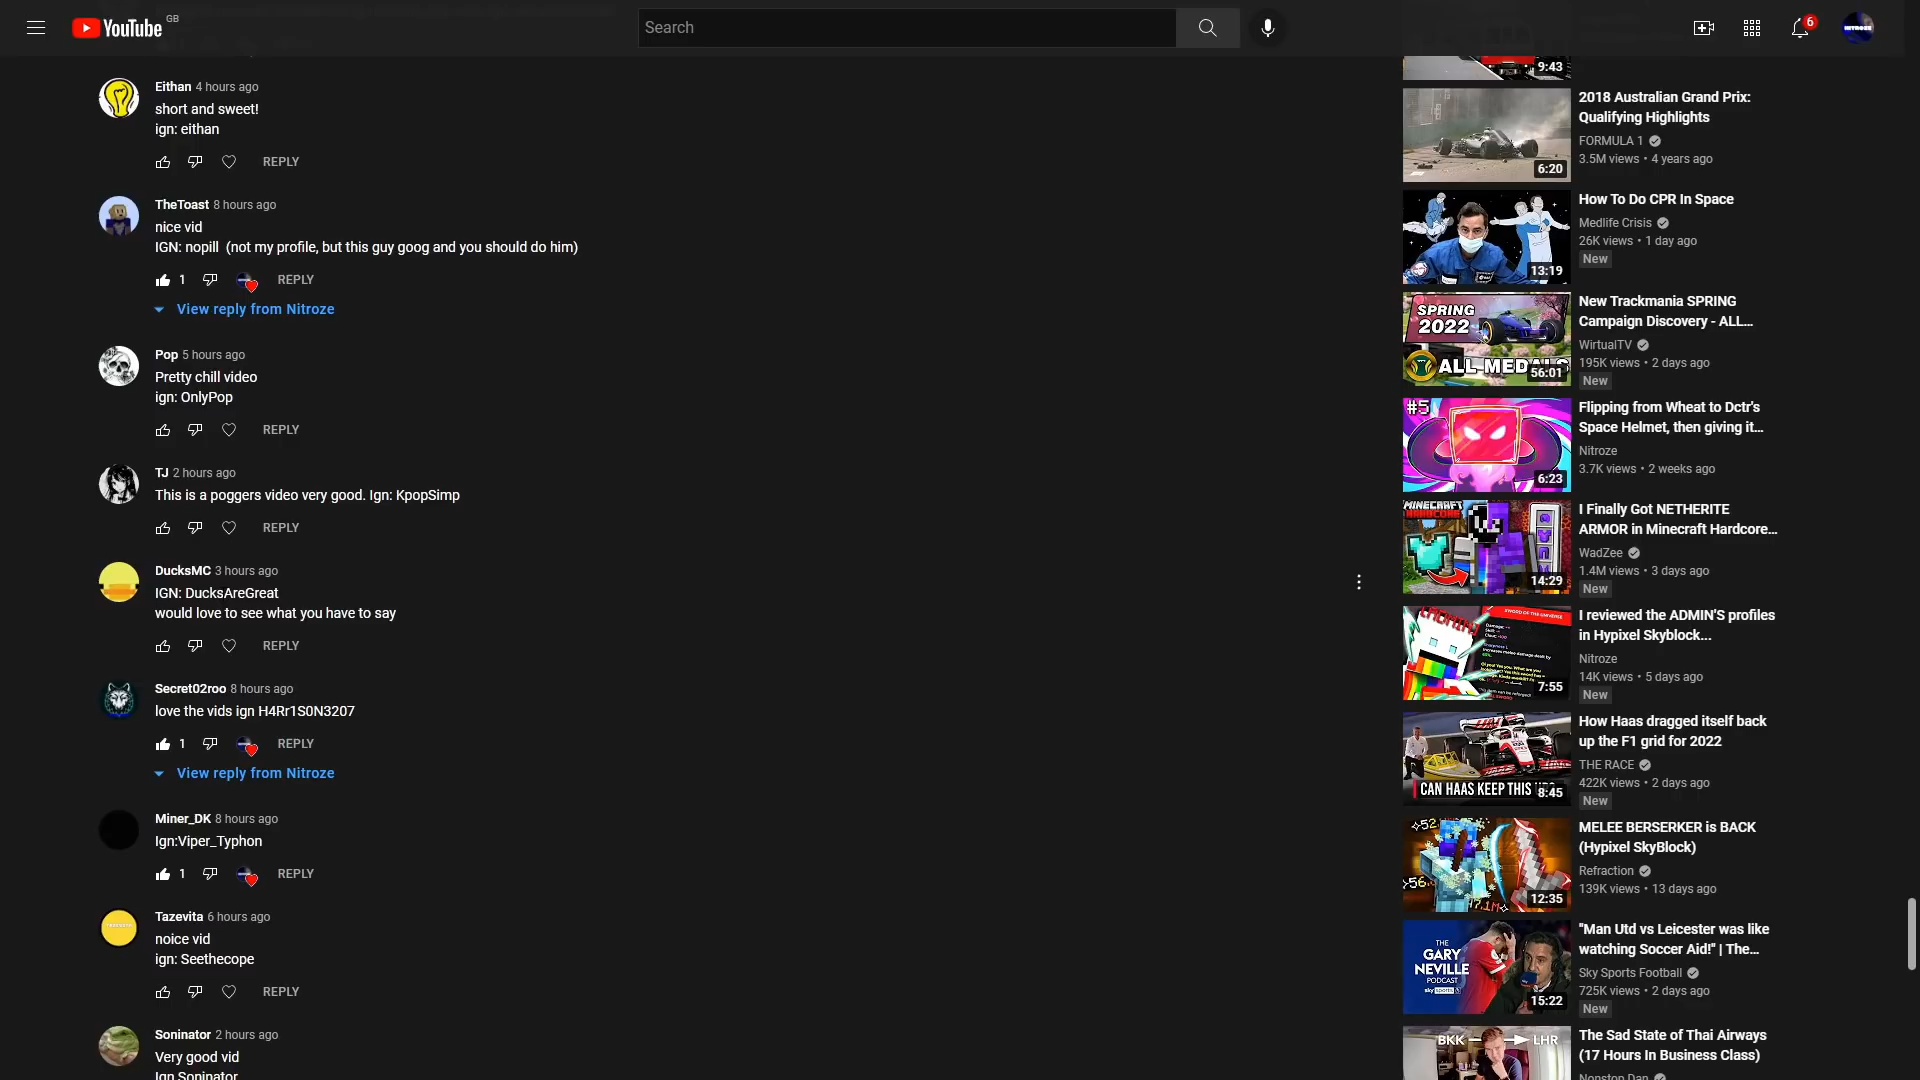 YouTube GB
Search
6
Eithan 4 hours ago
short and sweet!
ign: eithan
REPLY
TheToast 8 hours ago
nice vid
IGN: nopill (not my profile, but this guy goog and you should do him)
1 REPLY
View reply from Nitroze
Pop 5 hours ago
Pretty chill video
ign: OnlyPop
REPLY
TJ 2 hours ago
This is a poggers video very good. Ign: KpopSimp
REPLY
DucksMC 3 hours ago
IGN: DucksAreGreat
would love to see what you have to say
REPLY
Secret02roo 8 hours ago
love the vids ign H4Rr1S0N3207
1 REPLY
View reply from Nitroze
Miner_DK 8 hours ago
Ign:Viper_Typhon
1 REPLY
Tazevita 6 hours ago
noice vid
ign: Seethecope
REPLY
Soninator 2 hours ago
Very good vid
Ign Soninator
9:43
6:20
2018 Australian Grand Prix:
Qualifying Highlights
FORMULA 1
3.5M views • 4 years ago
13:19
How To Do CPR In Space
Medlife Crisis
26K views • 1 day ago
New
SPRING
2022
ALL MEDALS
56:01
New Trackmania SPRING
Campaign Discovery - ALL...
WirtualTV
195K views • 2 days ago
New
#5
6:23
Flipping from Wheat to Dctr's
Space Helmet, then giving it...
Nitroze
3.7K views • 2 weeks ago
MINECRAFT
HARDCORE
14:29
I Finally Got NETHERITE
ARMOR in Minecraft Hardcore...
WadZee
1.4M views • 3 days ago
New
SWORD OF THE UNIVERSE
7:55
I reviewed the ADMIN'S profiles
in Hypixel Skyblock...
Nitroze
14K views • 5 days ago
New
CAN HAAS KEEP THIS
8:45
How Haas dragged itself back
up the F1 grid for 2022
THE RACE
422K views • 2 days ago
New
12:35
MELEE BERSERKER is BACK
(Hypixel SkyBlock)
Refraction
139K views • 13 days ago
THE
GARY
NEVILLE
PODCAST
sky sports
15:22
"Man Utd vs Leicester was like
watching Soccer Aid!" | The...
Sky Sports Football
725K views • 2 days ago
New
BKK LHR
The Sad State of Thai Airways
(17 Hours In Business Class)
Nonstop Dan